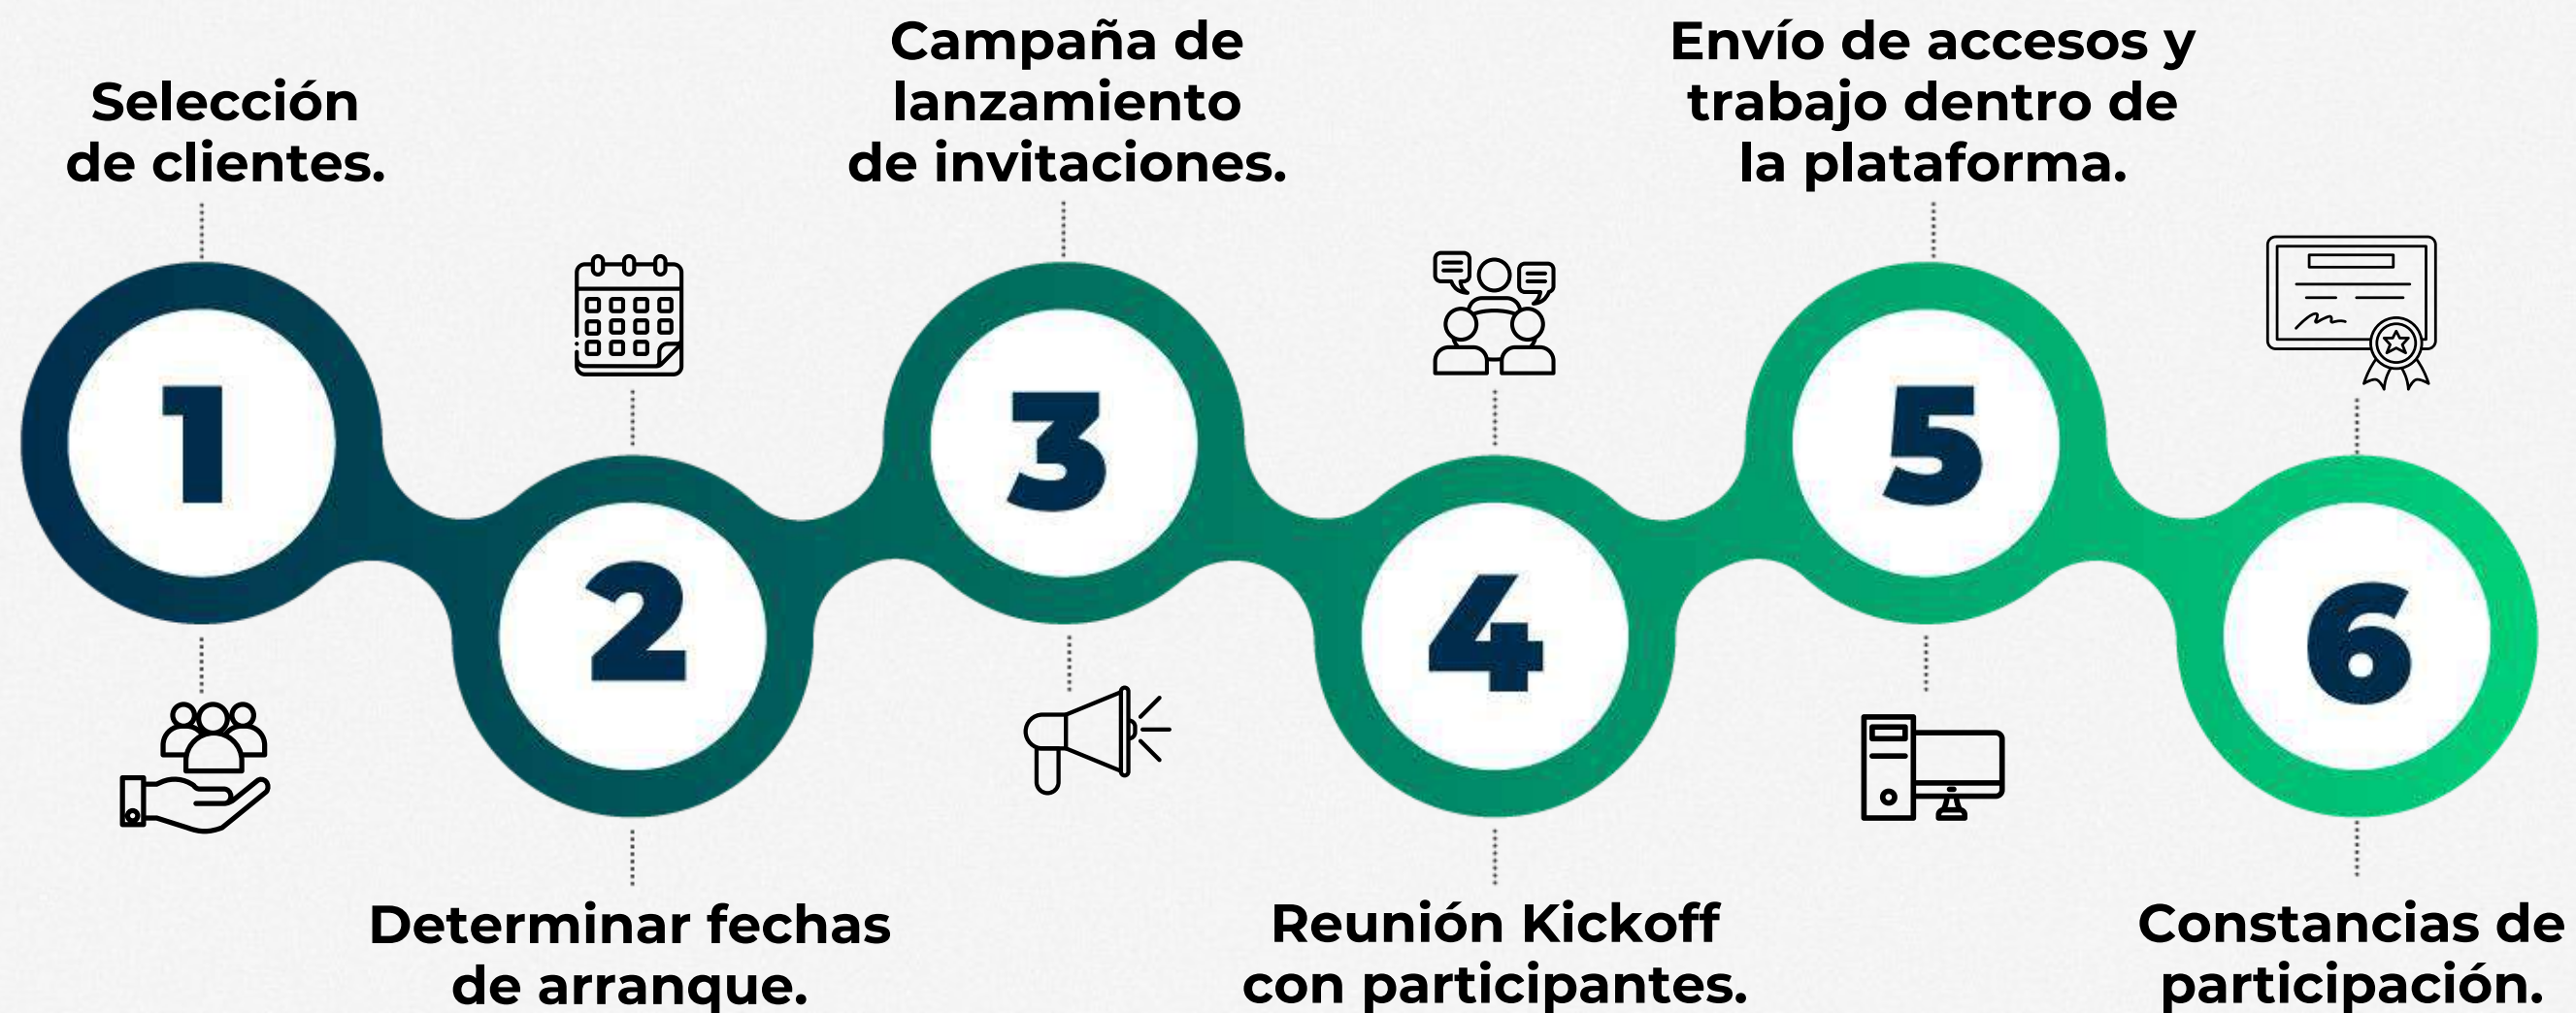 Selección
de clientes.
1
Determinar fechas
de arranque.
2
Campaña de
lanzamiento
de invitaciones.
3
Reunión Kickoff
con participantes.
4
Envío de accesos y
trabajo dentro de
la plataforma.
5
Constancias de
participación.
6